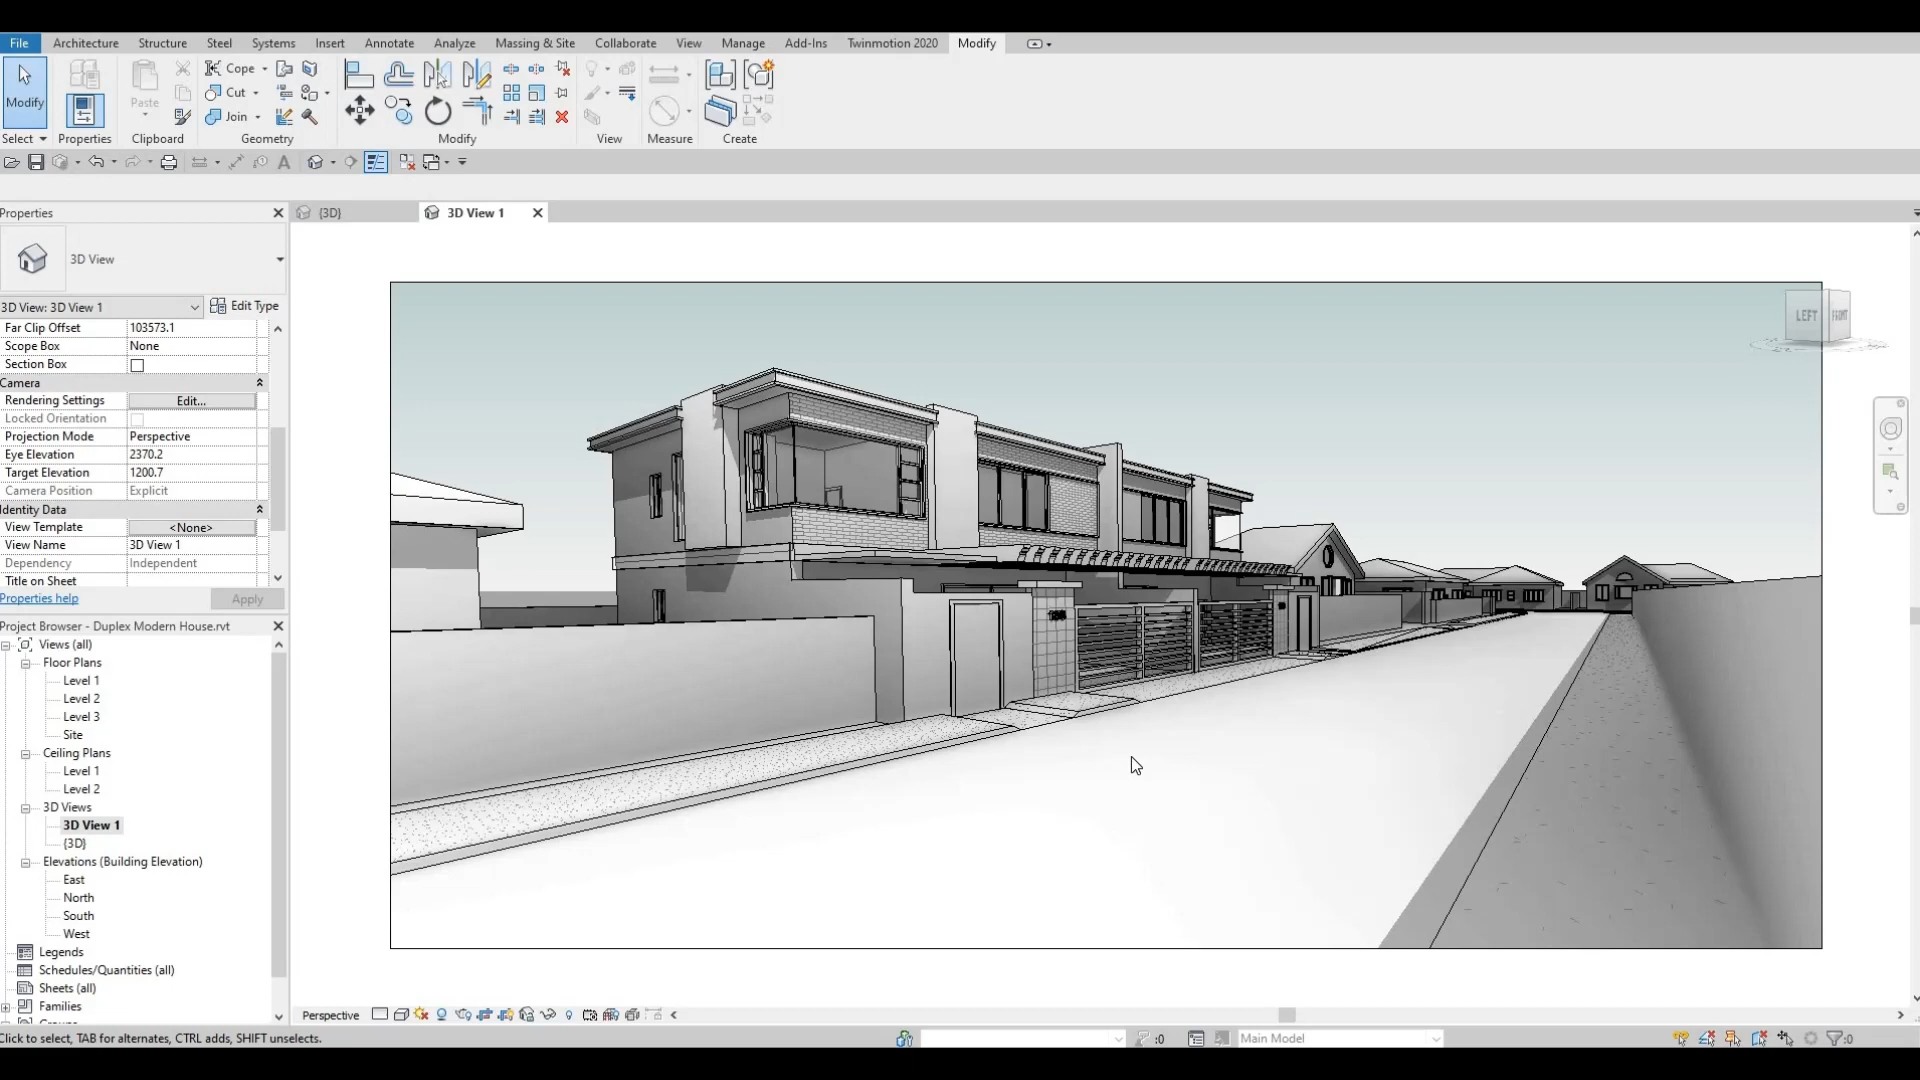 File Architecture Structure Steel Systems Insert Annotate Analyze Massing & Site Collaborate View Manage Add-Ins Twinmotion 2020 Modify
Modify
Paste
Cope
Cut
Join
Select Properties Clipboard Geometry Modify View Measure Create
Properties
{3D}
3D View 1
3D View
3D View: 3D View 1
Edit Type
Far Clip Offset 103573.1
Scope Box None
Section Box
Camera
Rendering Settings Edit...
Locked Orientation
Projection Mode Perspective
Eye Elevation 2370.2
Target Elevation 1200.7
Camera Position Explicit
Identity Data
View Template <None>
View Name 3D View 1
Dependency Independent
Title on Sheet
Properties help
Apply
LEFT
FRONT
Project Browser - Duplex Modern House.rvt
Views (all)
Floor Plans
Level 1
Level 2
Level 3
Site
Ceiling Plans
Level 1
Level 2
3D Views
3D View 1
{3D}
Elevations (Building Elevation)
East
North
South
West
Legends
Schedules/Quantities (all)
Sheets (all)
Families
Perspective
Click to select, TAB for alternates, CTRL adds, SHIFT unselects.
:0
Main Model
:0